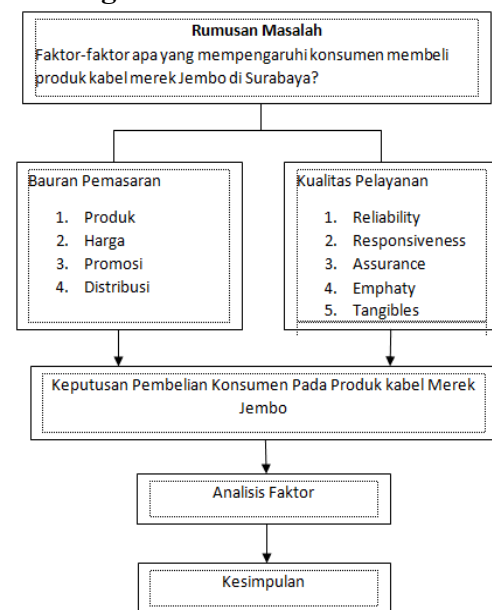 Rumusan Masalah
Faktor-faktor apa yang mempengaruhi konsumen membeli
produk kabel merek Jembo di Surabaya?
Bauran Pemasaran
1. Produk
2. Harga
3. Promosi
4. Distribusi
Kualitas Pelayanan
1. Reliability
2. Responsiveness
3. Assurance
4. Emphaty
5. Tangibles
Keputusan Pembelian Konsumen Pada Produk kabel Merek
Jembo
Analisis Faktor
Kesimpulan